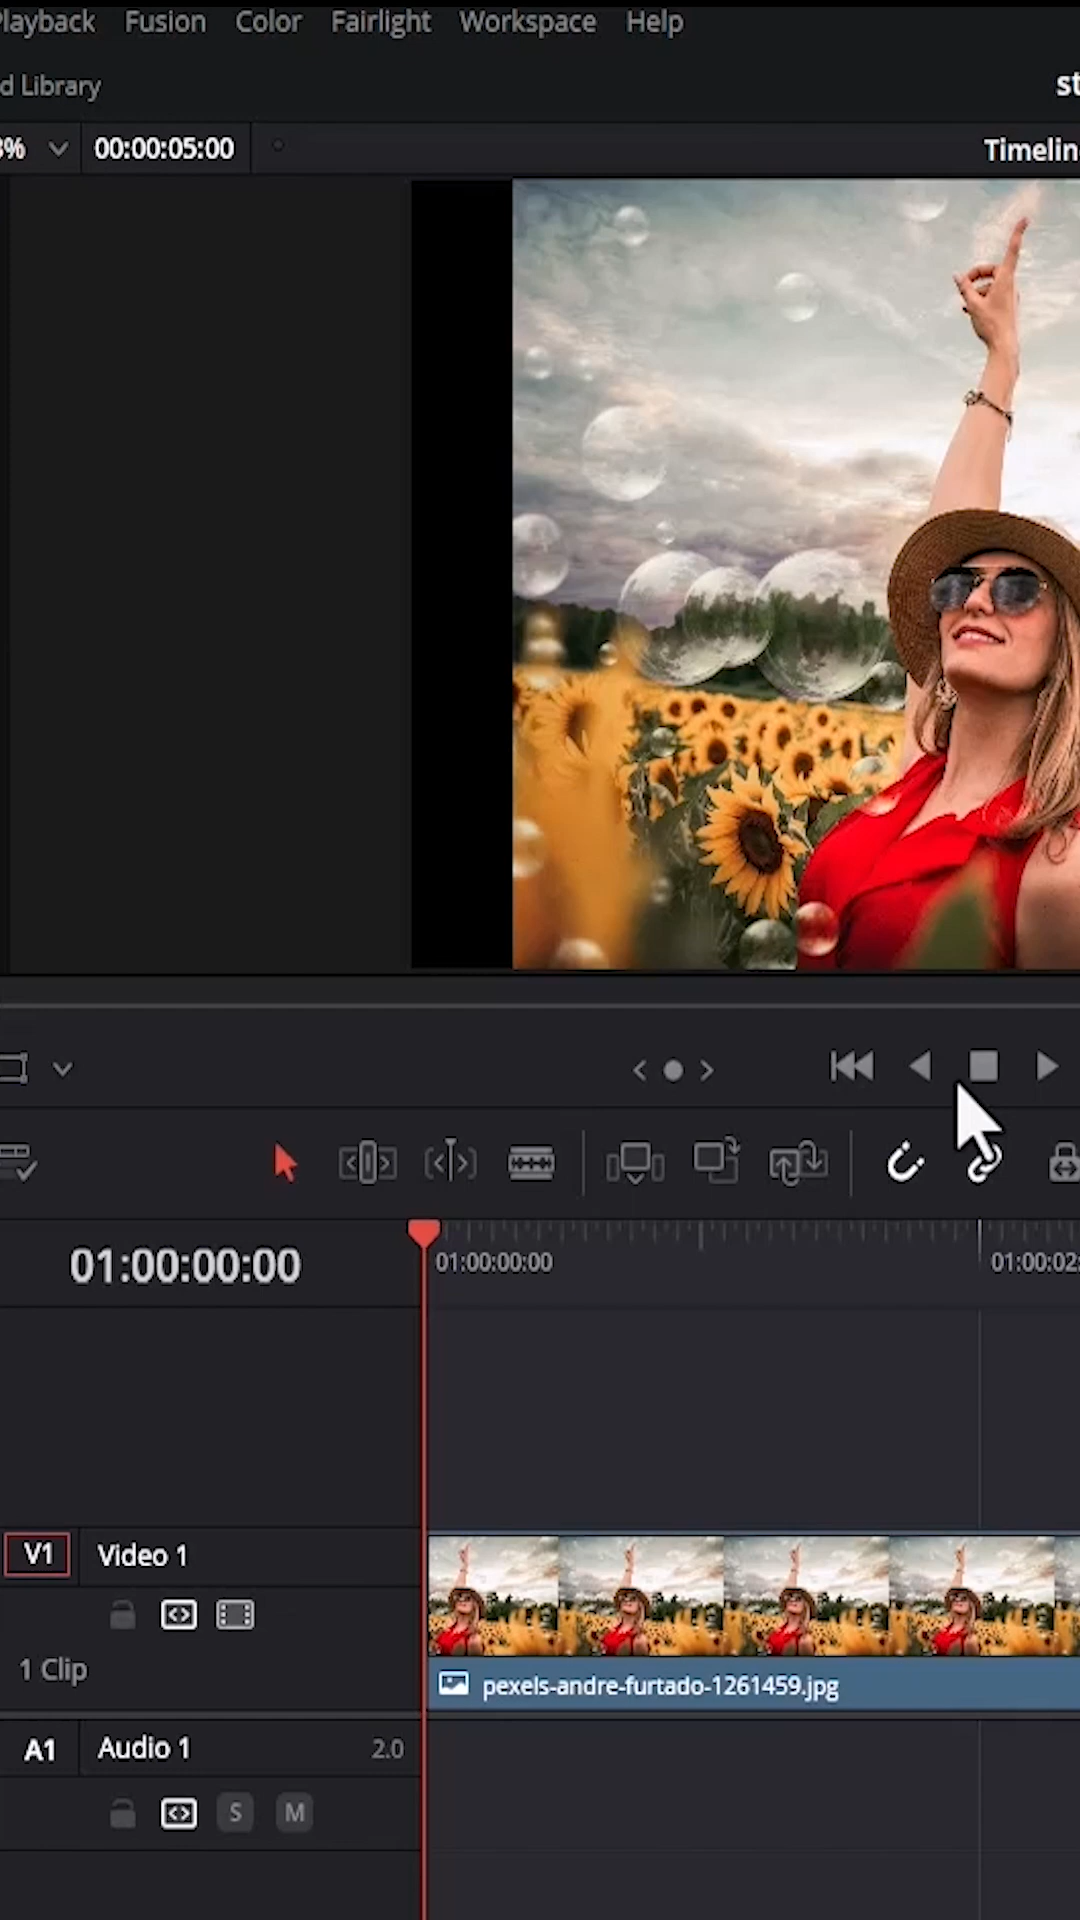 Playback Fusion Color Fairlight Workspace Help
d Library
st
3% 00:00:05:00
Timelin
01:00:00:00
01:00:00:00
01:00:02:
V1 Video 1
1 Clip
pexels-andre-furtado-1261459.jpg
A1 Audio 1 2.0
S M